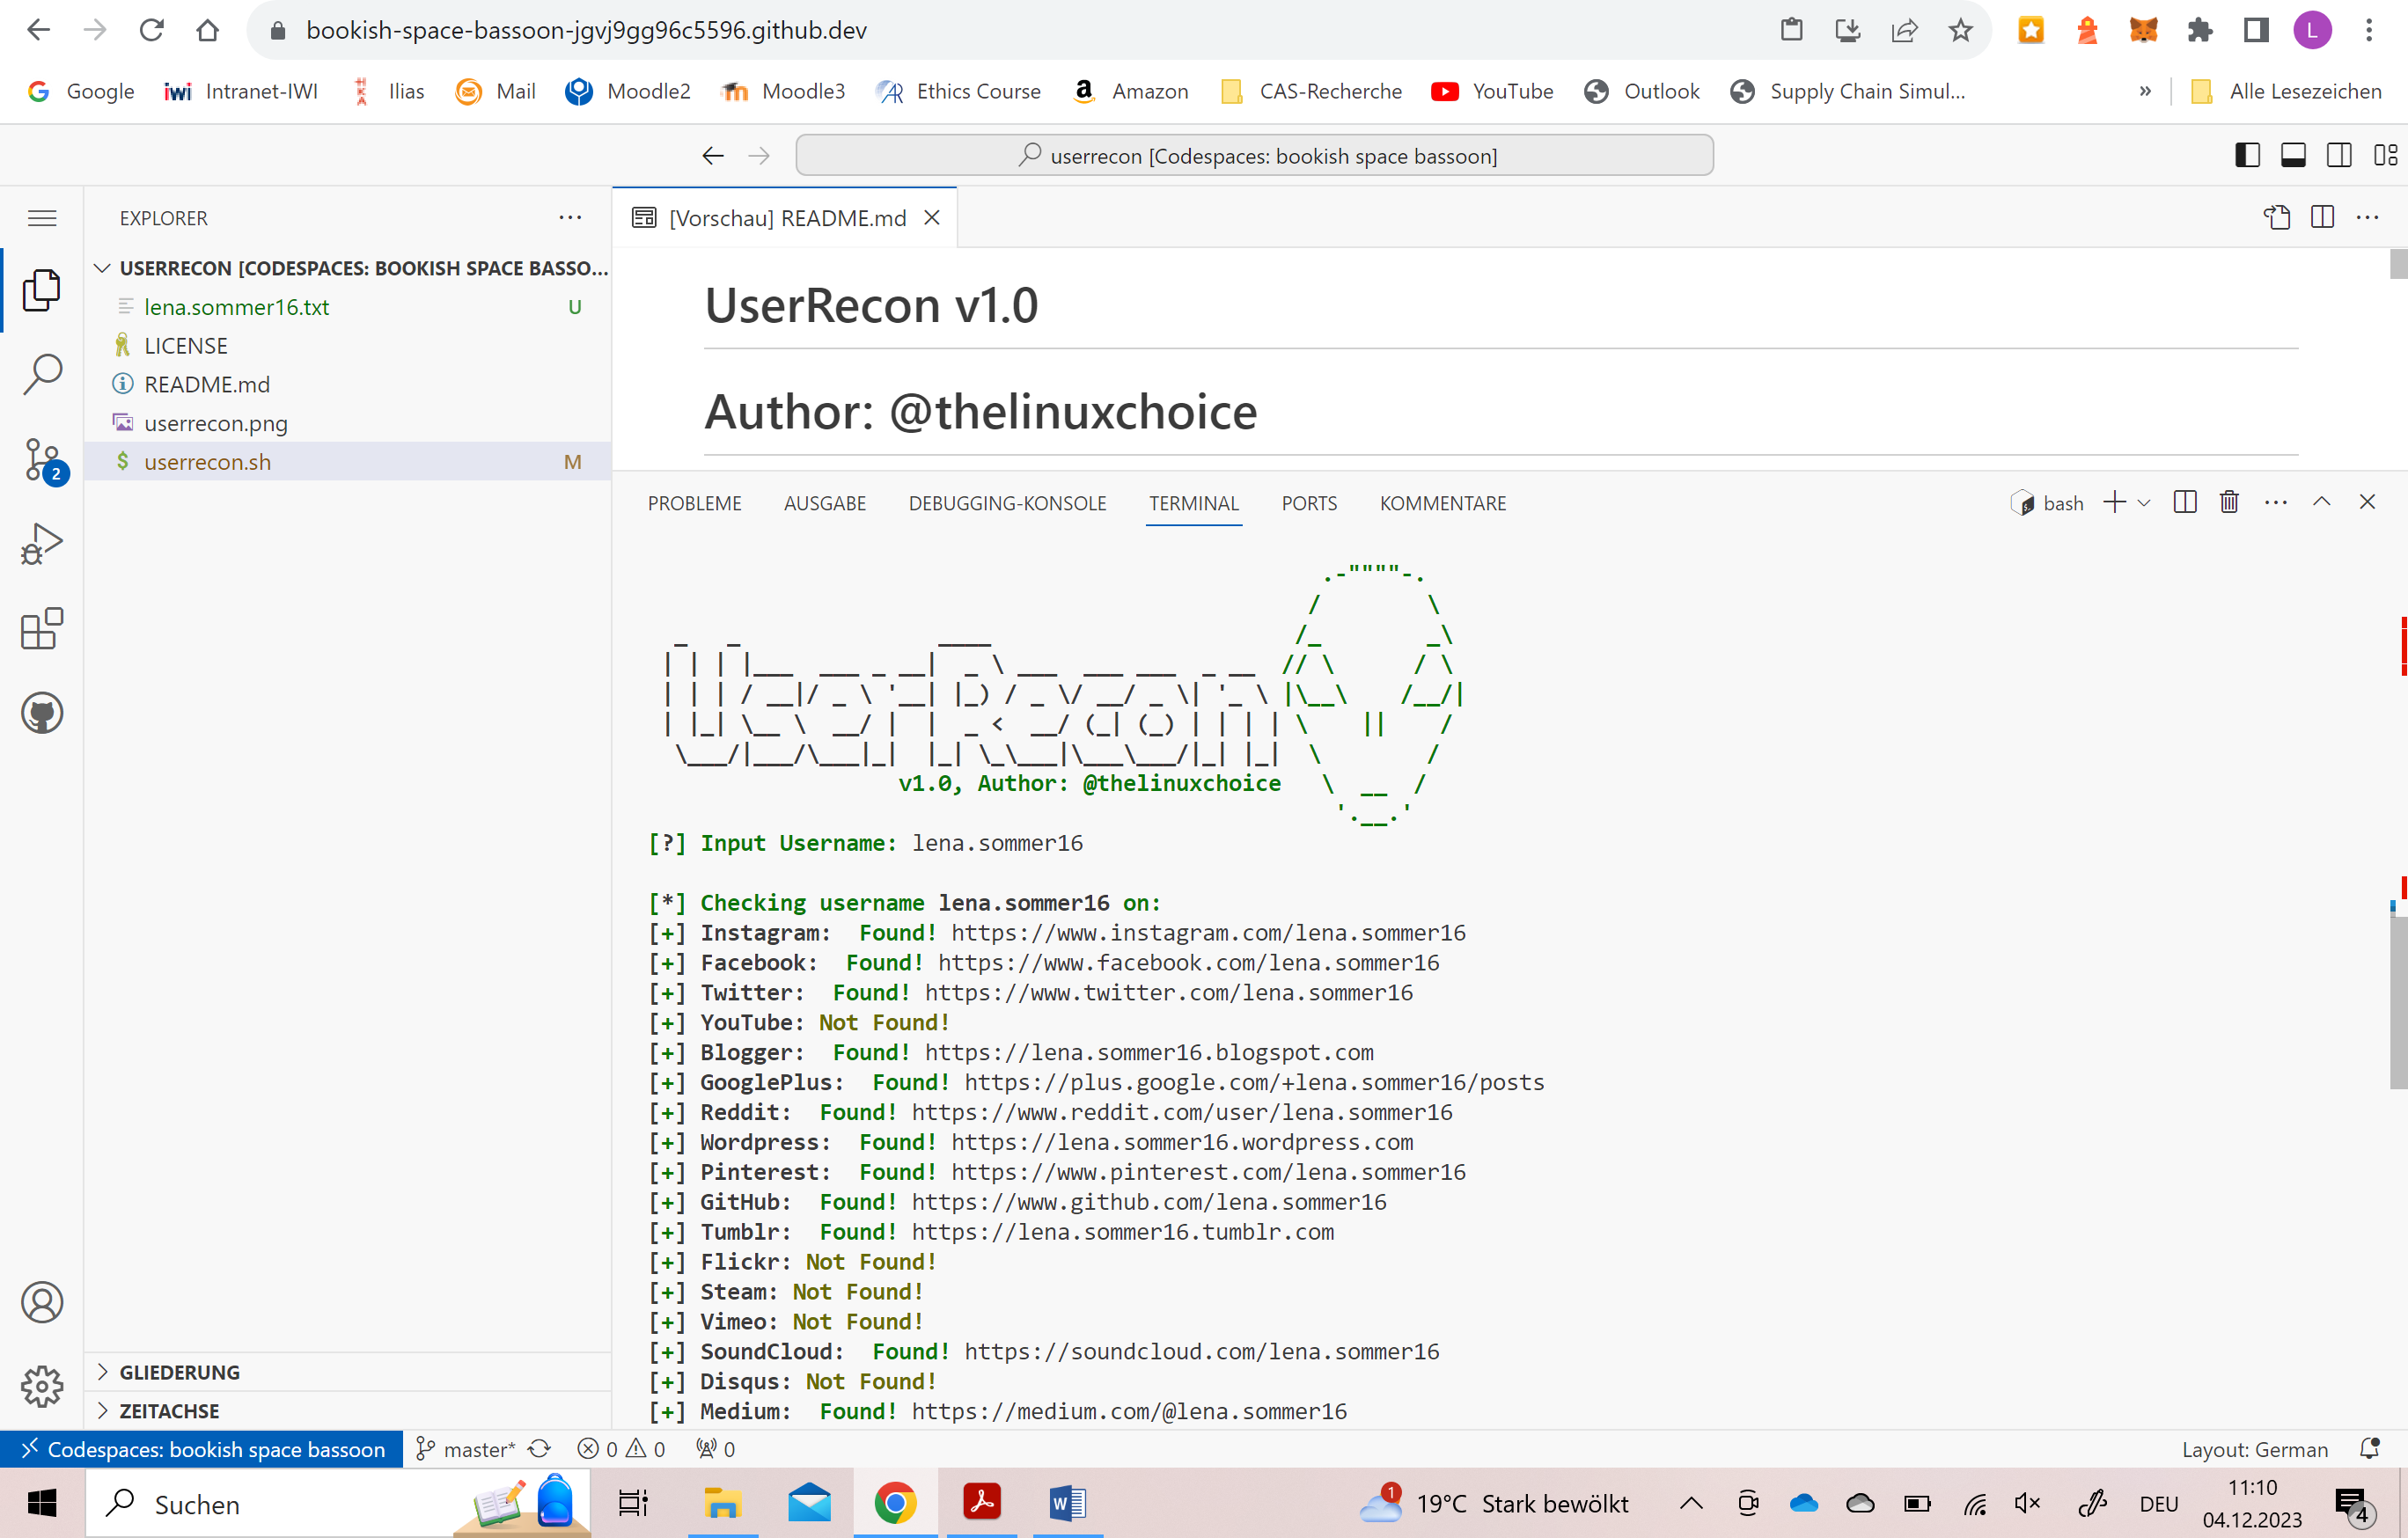 bookish-space-bassoon-jgvj9gg96c5596.github.dev
L
Google Intranet-IWI Ilias Mail Moodle2 Moodle3 Ethics Course Amazon CAS-Recherche YouTube Outlook Supply Chain Simul... » Alle Lesezeichen
userrecon [Codespaces: bookish space bassoon]
EXPLORER
[Vorschau] README.md
USERRECON [CODESPACES: BOOKISH SPACE BASSO...
lena.sommer16.txt U
LICENSE
README.md
userrecon.png
userrecon.sh M
2
UserRecon v1.0
Author: @thelinuxchoice
PROBLEME AUSGABE DEBUGGING-KONSOLE TERMINAL PORTS KOMMENTARE
bash
UserRecon
v1.0, Author: @thelinuxchoice
[?] Input Username: lena.sommer16
[*] Checking username lena.sommer16 on:
[+] Instagram: Found! https://www.instagram.com/lena.sommer16
[+] Facebook: Found! https://www.facebook.com/lena.sommer16
[+] Twitter: Found! https://www.twitter.com/lena.sommer16
[+] YouTube: Not Found!
[+] Blogger: Found! https://lena.sommer16.blogspot.com
[+] GooglePlus: Found! https://plus.google.com/+lena.sommer16/posts
[+] Reddit: Found! https://www.reddit.com/user/lena.sommer16
[+] Wordpress: Found! https://lena.sommer16.wordpress.com
[+] Pinterest: Found! https://www.pinterest.com/lena.sommer16
[+] GitHub: Found! https://www.github.com/lena.sommer16
[+] Tumblr: Found! https://lena.sommer16.tumblr.com
[+] Flickr: Not Found!
[+] Steam: Not Found!
[+] Vimeo: Not Found!
[+] SoundCloud: Found! https://soundcloud.com/lena.sommer16
[+] Disqus: Not Found!
[+] Medium: Found! https://medium.com/@lena.sommer16
GLIEDERUNG
ZEITACHSE
Codespaces: bookish space bassoon master* 0 0 0 Layout: German
Suchen
1
19°C Stark bewölkt
DEU
11:10
04.12.2023
4